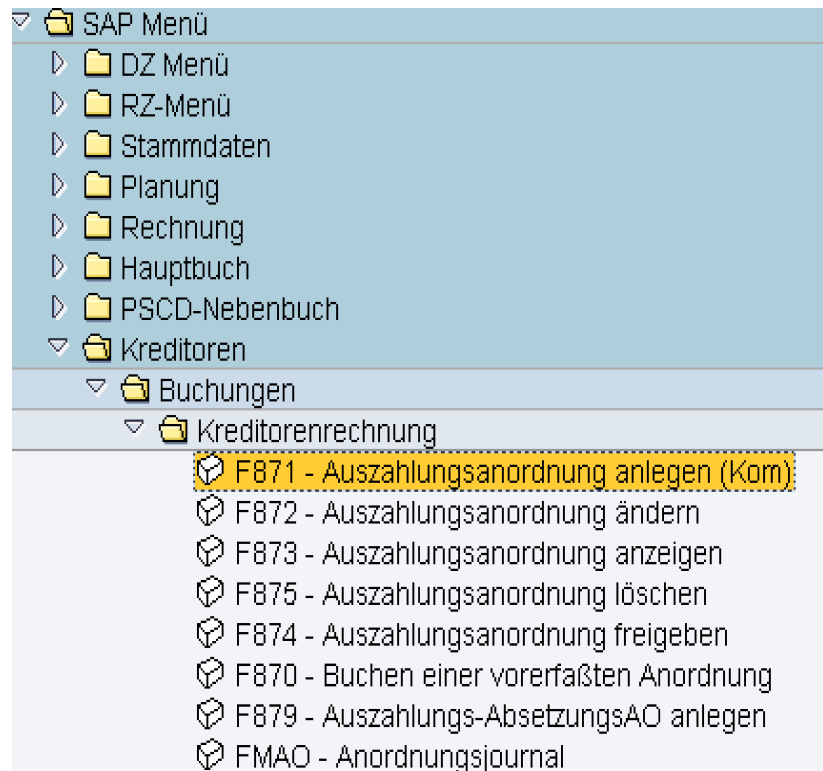 SAP Menü
DZ Menü
RZ-Menü
Stammdaten
Planung
Rechnung
Hauptbuch
PSCD-Nebenbuch
Kreditoren
Buchungen
Kreditorenrechnung
F871 - Auszahlungsanordnung anlegen (Kom)
F872 - Auszahlungsanordnung ändern
F873 - Auszahlungsanordnung anzeigen
F875 - Auszahlungsanordnung löschen
F874 - Auszahlungsanordnung freigeben
F870 - Buchen einer vorerfaßten Anordnung
F879 - Auszahlungs-AbsetzungsAO anlegen
FMAO - Anordnungsjournal